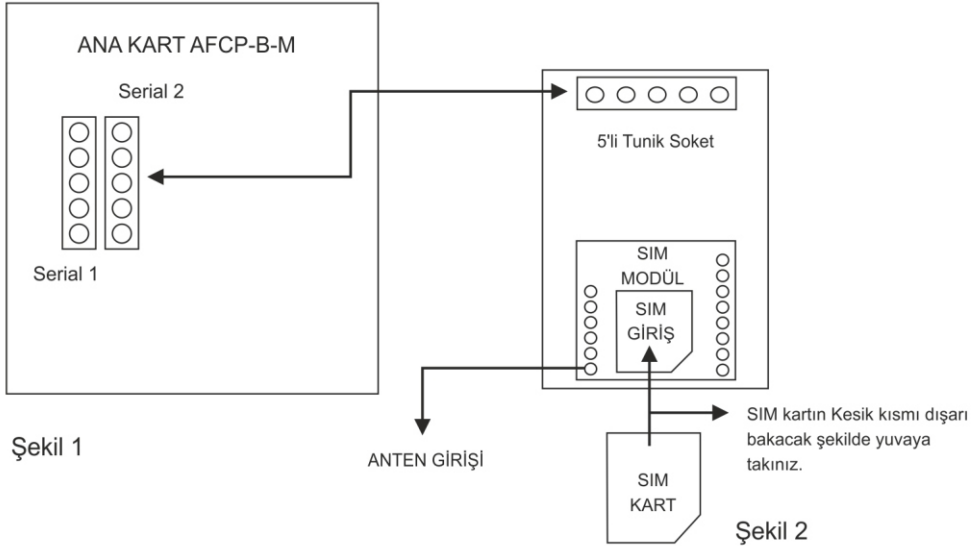 ANA KART AFCP-B-M
Serial 2
Serial 1
Şekil 1
5'li Tunik Soket
SIM
MODÜL
SIM
GİRİŞ
ANTEN GİRİŞİ
SIM kartın Kesik kısmı dışarı
bakacak şekilde yuvaya
takınız.
SIM
KART
Şekil 2